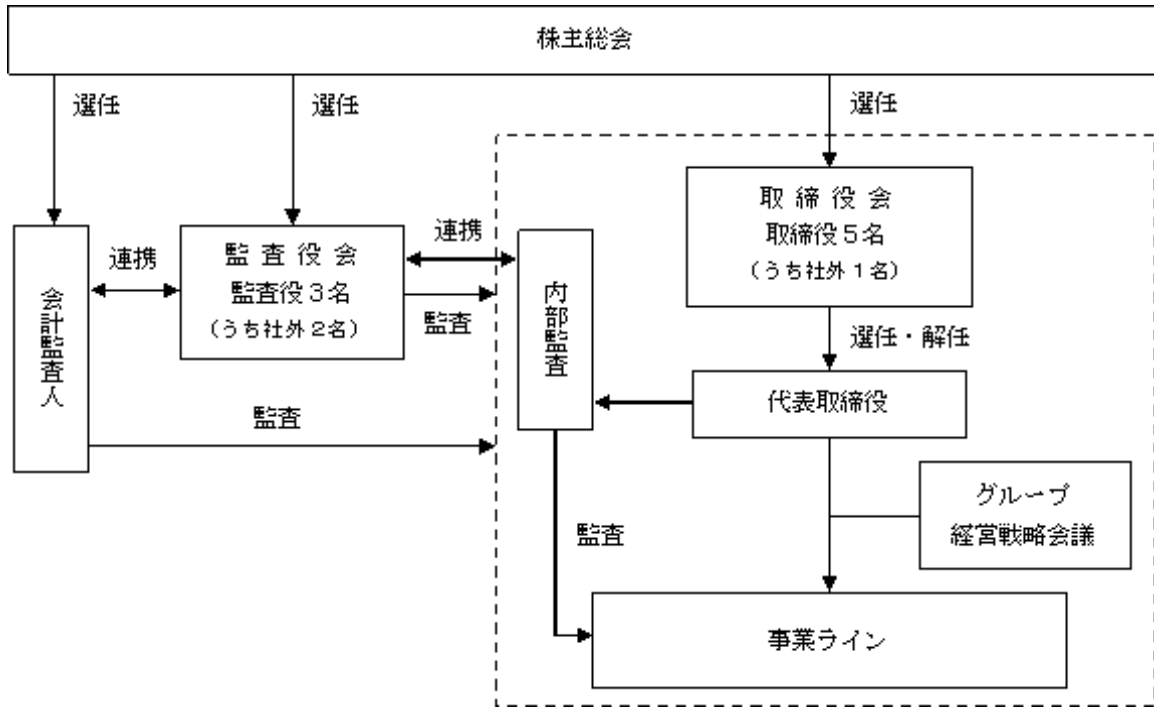 株主総会
選任
選任
選任
取締役会
取締役5名
(うち社外1名)
連携
監査役会
監査役3名
(うち社外2名)
連携
監査
会計監査人
内部監査
選任・解任
代表取締役
監査
グループ
経営戦略会議
監査
事業ライン